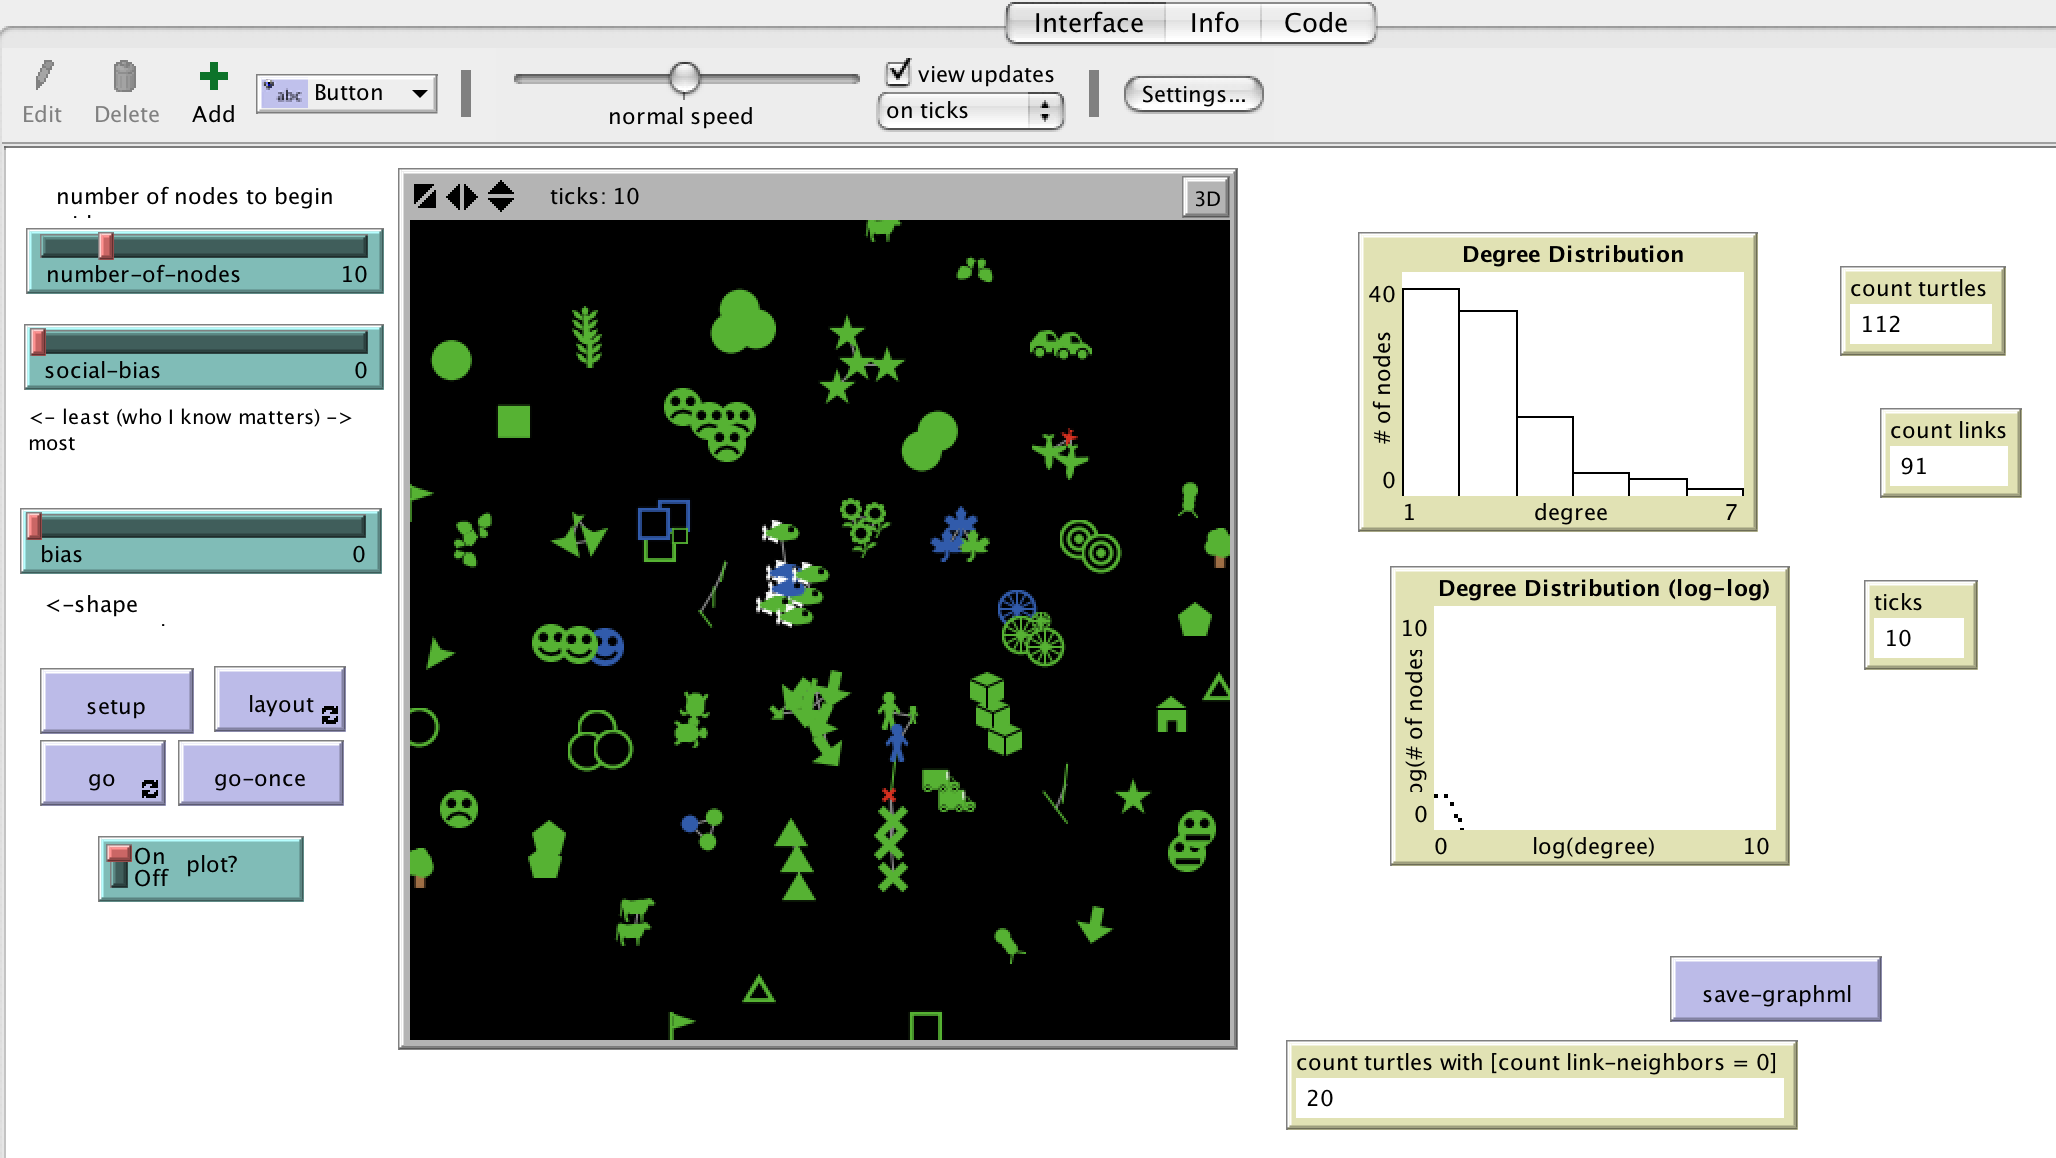 Interface Info Code
Edit Delete Add abc Button normal speed view updates on ticks Settings...
number of nodes to begin
number-of-nodes 10
social-bias 0
<- least (who I know matters) ->
most
bias 0
<-shape
setup layout
go go-once
On
Off
plot?
ticks: 10 3D
Degree Distribution
40
# of nodes
0
1 degree 7
count turtles
112
count links
91
Degree Distribution (log-log)
10
og(# of nodes
0
0 log(degree) 10
ticks
10
save-graphml
count turtles with [count link-neighbors = 0]
20